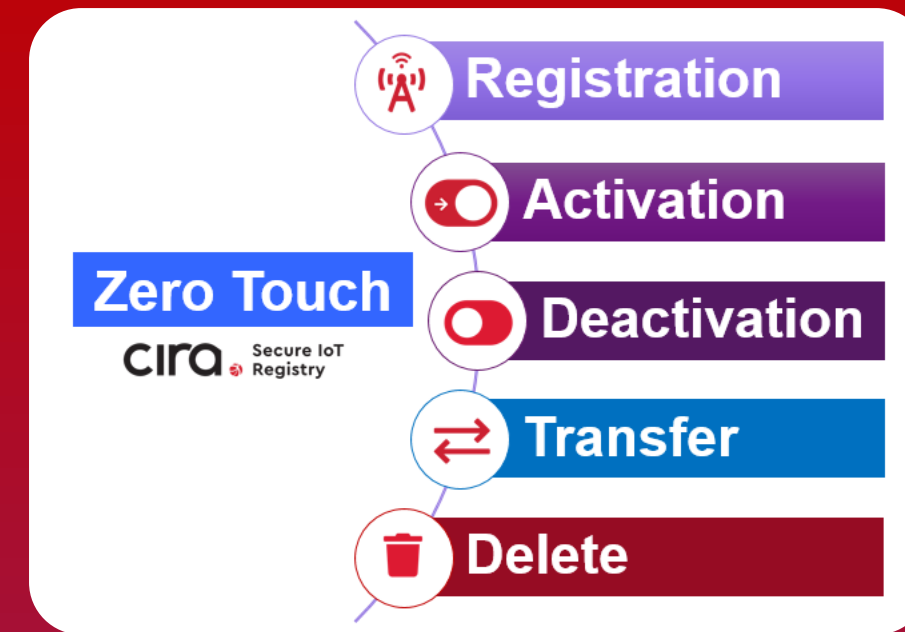 Registration
Activation
Zero Touch
cira Secure IoT
Registry
Deactivation
Transfer
Delete